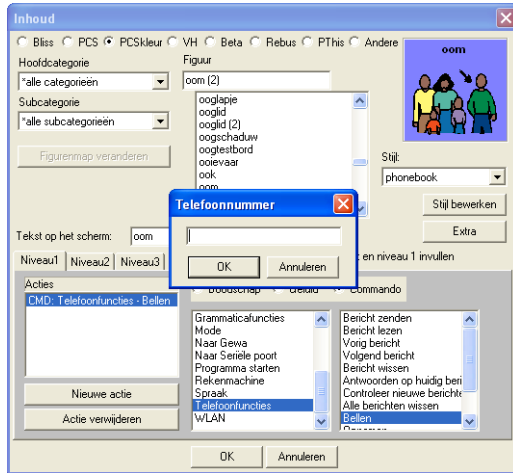 Inhoud
Bliss PCS PCSkleur VH Beta Rebus PThis Andere
Hoofdcategorie
*alle categorieën
Subcategorie
*alle subcategorieën
Figurenmap veranderen
Figuur
oom (2)
ooglapje
ooglid
ooglid (2)
oogschaduw
oogtestbord
ooievaar
ook
oom
oom
Stijl:
phonebook
Stijl bewerken
Extra
Telefoonnummer
OK Annuleren
Tekst op het scherm: oom
Niveau1 Niveau2 Niveau3
en niveau 1 invullen
Acties
CMD: Telefoonfuncties - Bellen
Nieuwe actie
Actie verwijderen
Boodschap Geluid Commando
Grammaticafuncties
Mode
Naar Gewa
Naar Seriële poort
Programma starten
Rekenmachine
Spraak
Telefoonfuncties
WLAN
Bericht zenden
Bericht lezen
Vorig bericht
Volgend bericht
Bericht wissen
Antwoorden op huidig beri
Controleer nieuwe berichte
Alle berichten wissen
Bellen
OK Annuleren